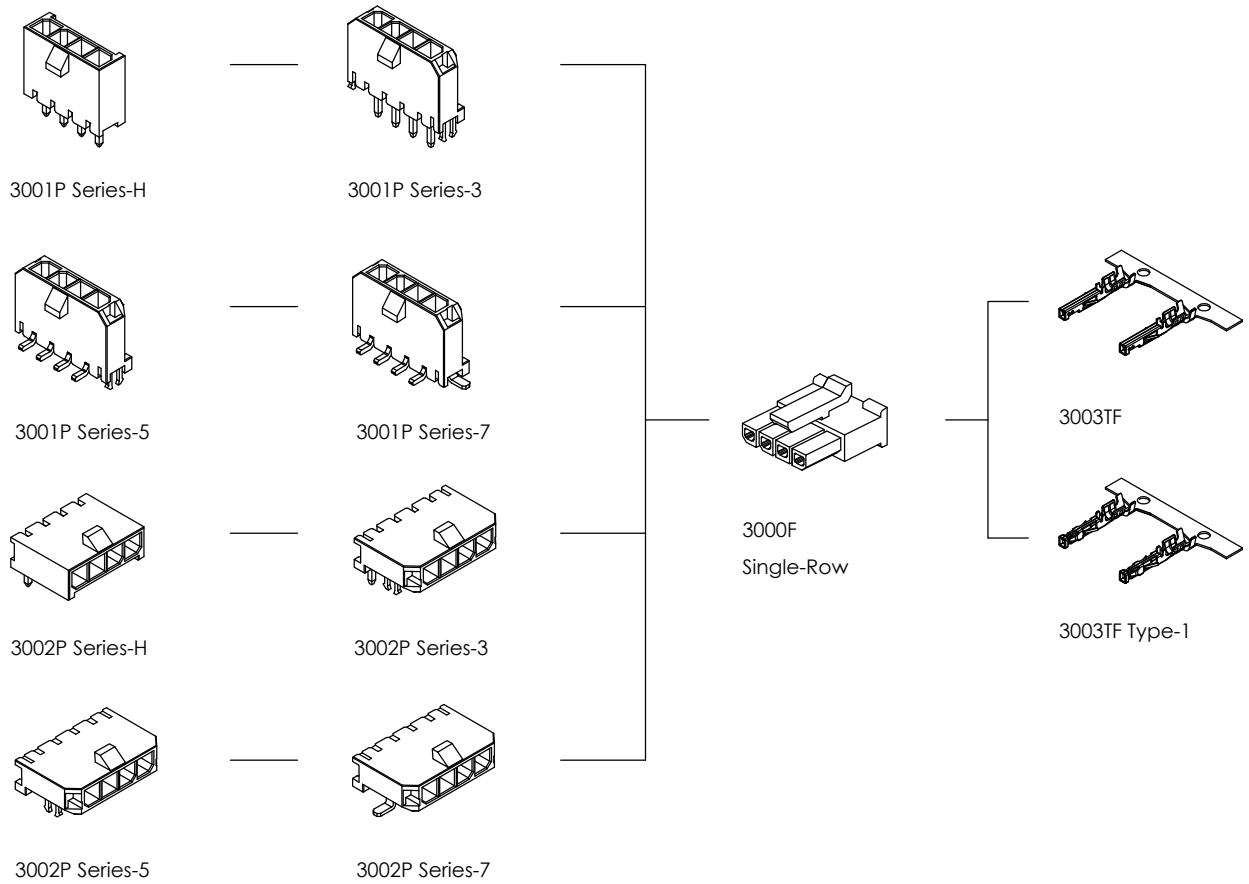 3001P Series-H
3001P Series-3
3001P Series-5
3001P Series-7
3003TF
3000F
Single-Row
3002P Series-H
3002P Series-3
3003TF Type-1
3002P Series-5
3002P Series-7